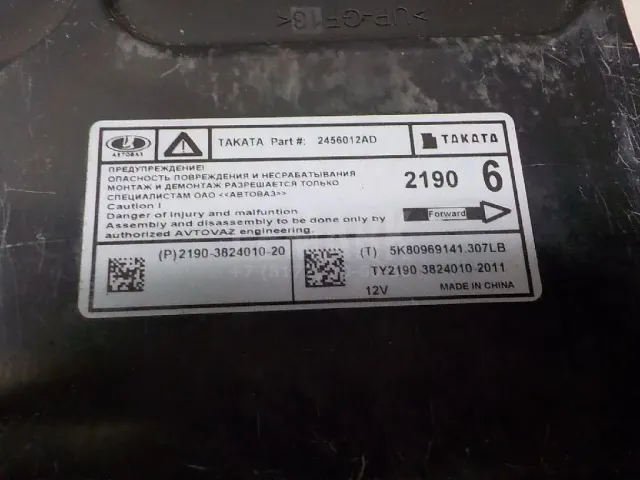 >UP-GF13<
АВТОВАЗ
TAKATA Part #: 2456012AD
TAKATA
ПРЕДУПРЕЖДЕНИЕ!
ОПАСНОСТЬ ПОВРЕЖДЕНИЯ И НЕСРАБАТЫВАНИЯ
МОНТАЖ И ДЕМОНТАЖ РАЗРЕШАЕТСЯ ТОЛЬКО
СПЕЦИАЛИСТАМ ОАО <<АВТОВАЗ>>
Caution !
Danger of injury and malfuntion
Assembly and disassembly to be done only by
authorized AVTOVAZ engineering.
2190 6
Forward
(P)2190-3824010-20
(T) 5K80969141.307LB
TY2190-3824010-2011
12V MADE IN CHINA